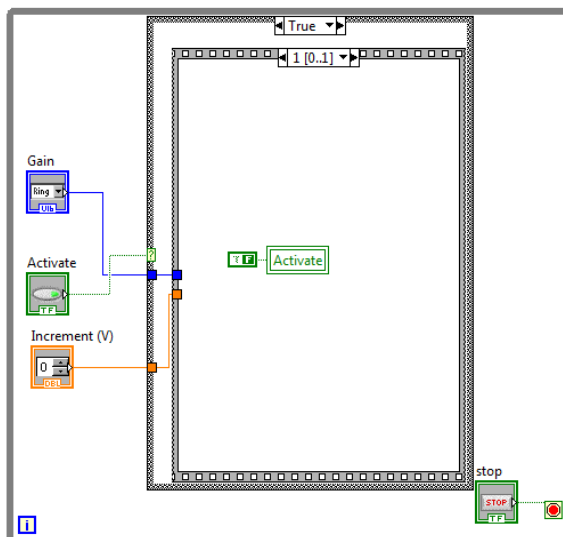 True
1 [0..1]
Gain
Ring
U16
Activate
TF
T F
Activate
Increment (V)
0
DBL
stop
STOP
TF
i
?